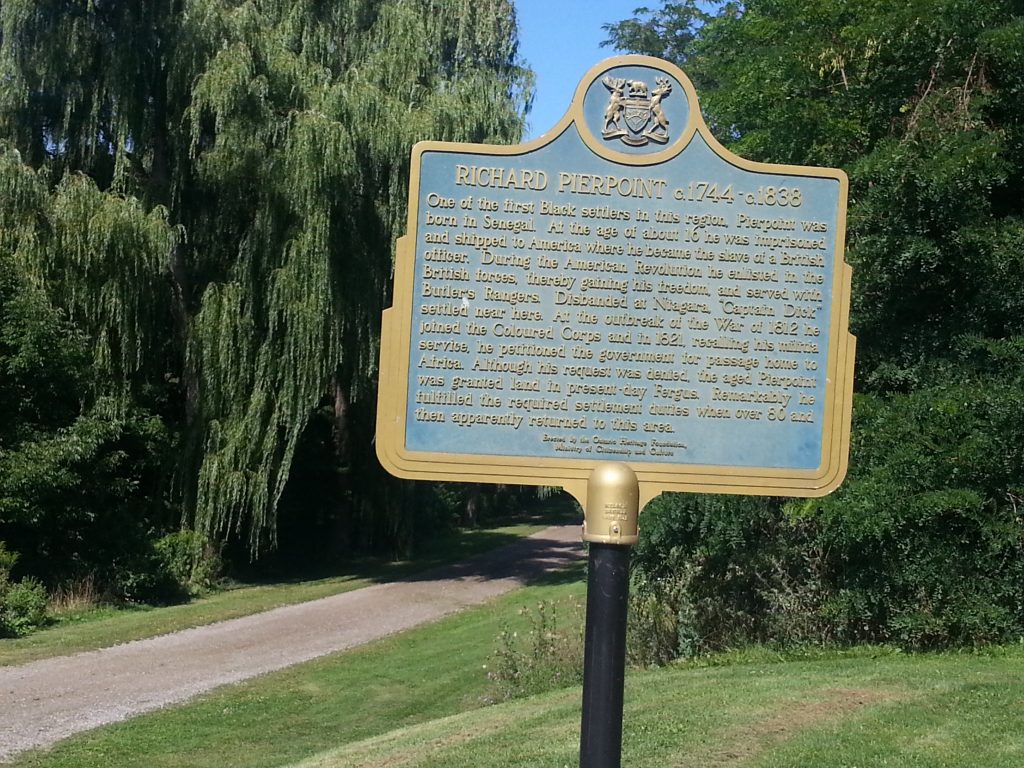 RICHARD PIERPOINT c.1744-c.1838
One of the first Black settlers in this region, Pierpoint was
born in Senegal. At the age of about 16 he was imprisoned
and shipped to America where he became the slave of a British
officer. During the American Revolution he enlisted in the
British forces, thereby gaining his freedom, and served with
Butler's Rangers. Disbanded at Niagara, "Captain Dick"
settled near here. At the outbreak of the War of 1812 he
joined the Coloured Corps and in 1821, recalling his militia
service, he petitioned the government for passage home to
Africa. Although his request was denied, the aged Pierpoint
was granted land in present-day Fergus. Remarkably he
fulfilled the required settlement duties when over 80 and
then apparently returned to this area.
Erected by the Ontario Heritage Foundation,
Ministry of Citizenship and Culture